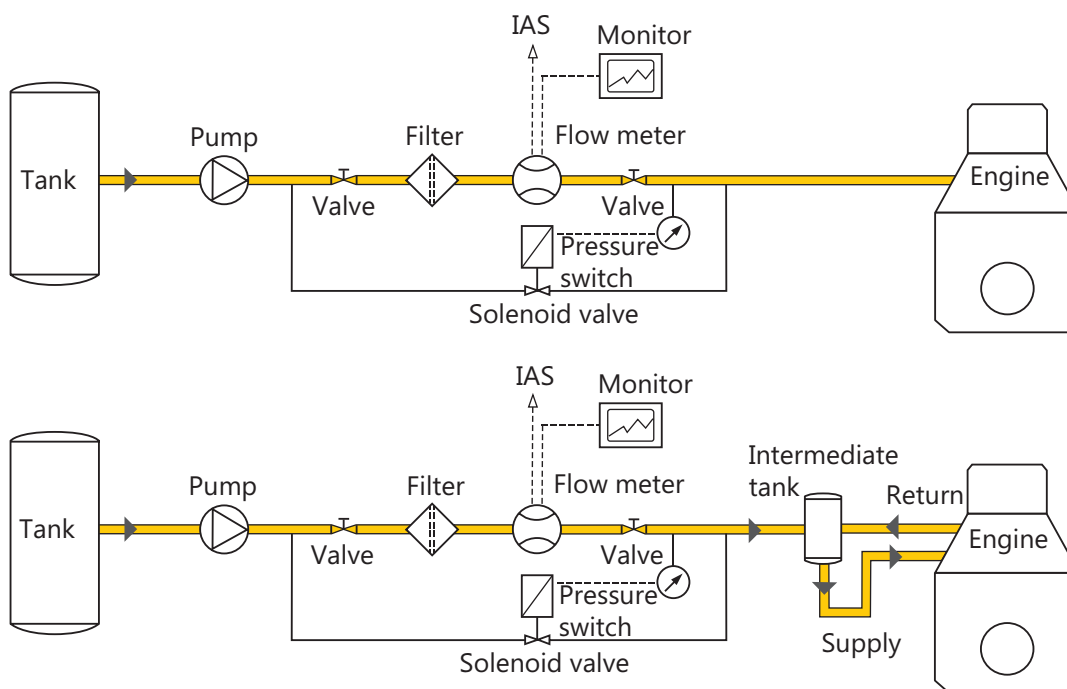 IAS
Monitor
Pump
Filter
Flow meter
Tank
Engine
Valve
Valve
Pressure
switch
Solenoid valve
IAS
Monitor
Intermediate
tank
Pump
Filter
Flow meter
Return
Tank
Engine
Valve
Valve
Pressure
switch
Supply
Solenoid valve